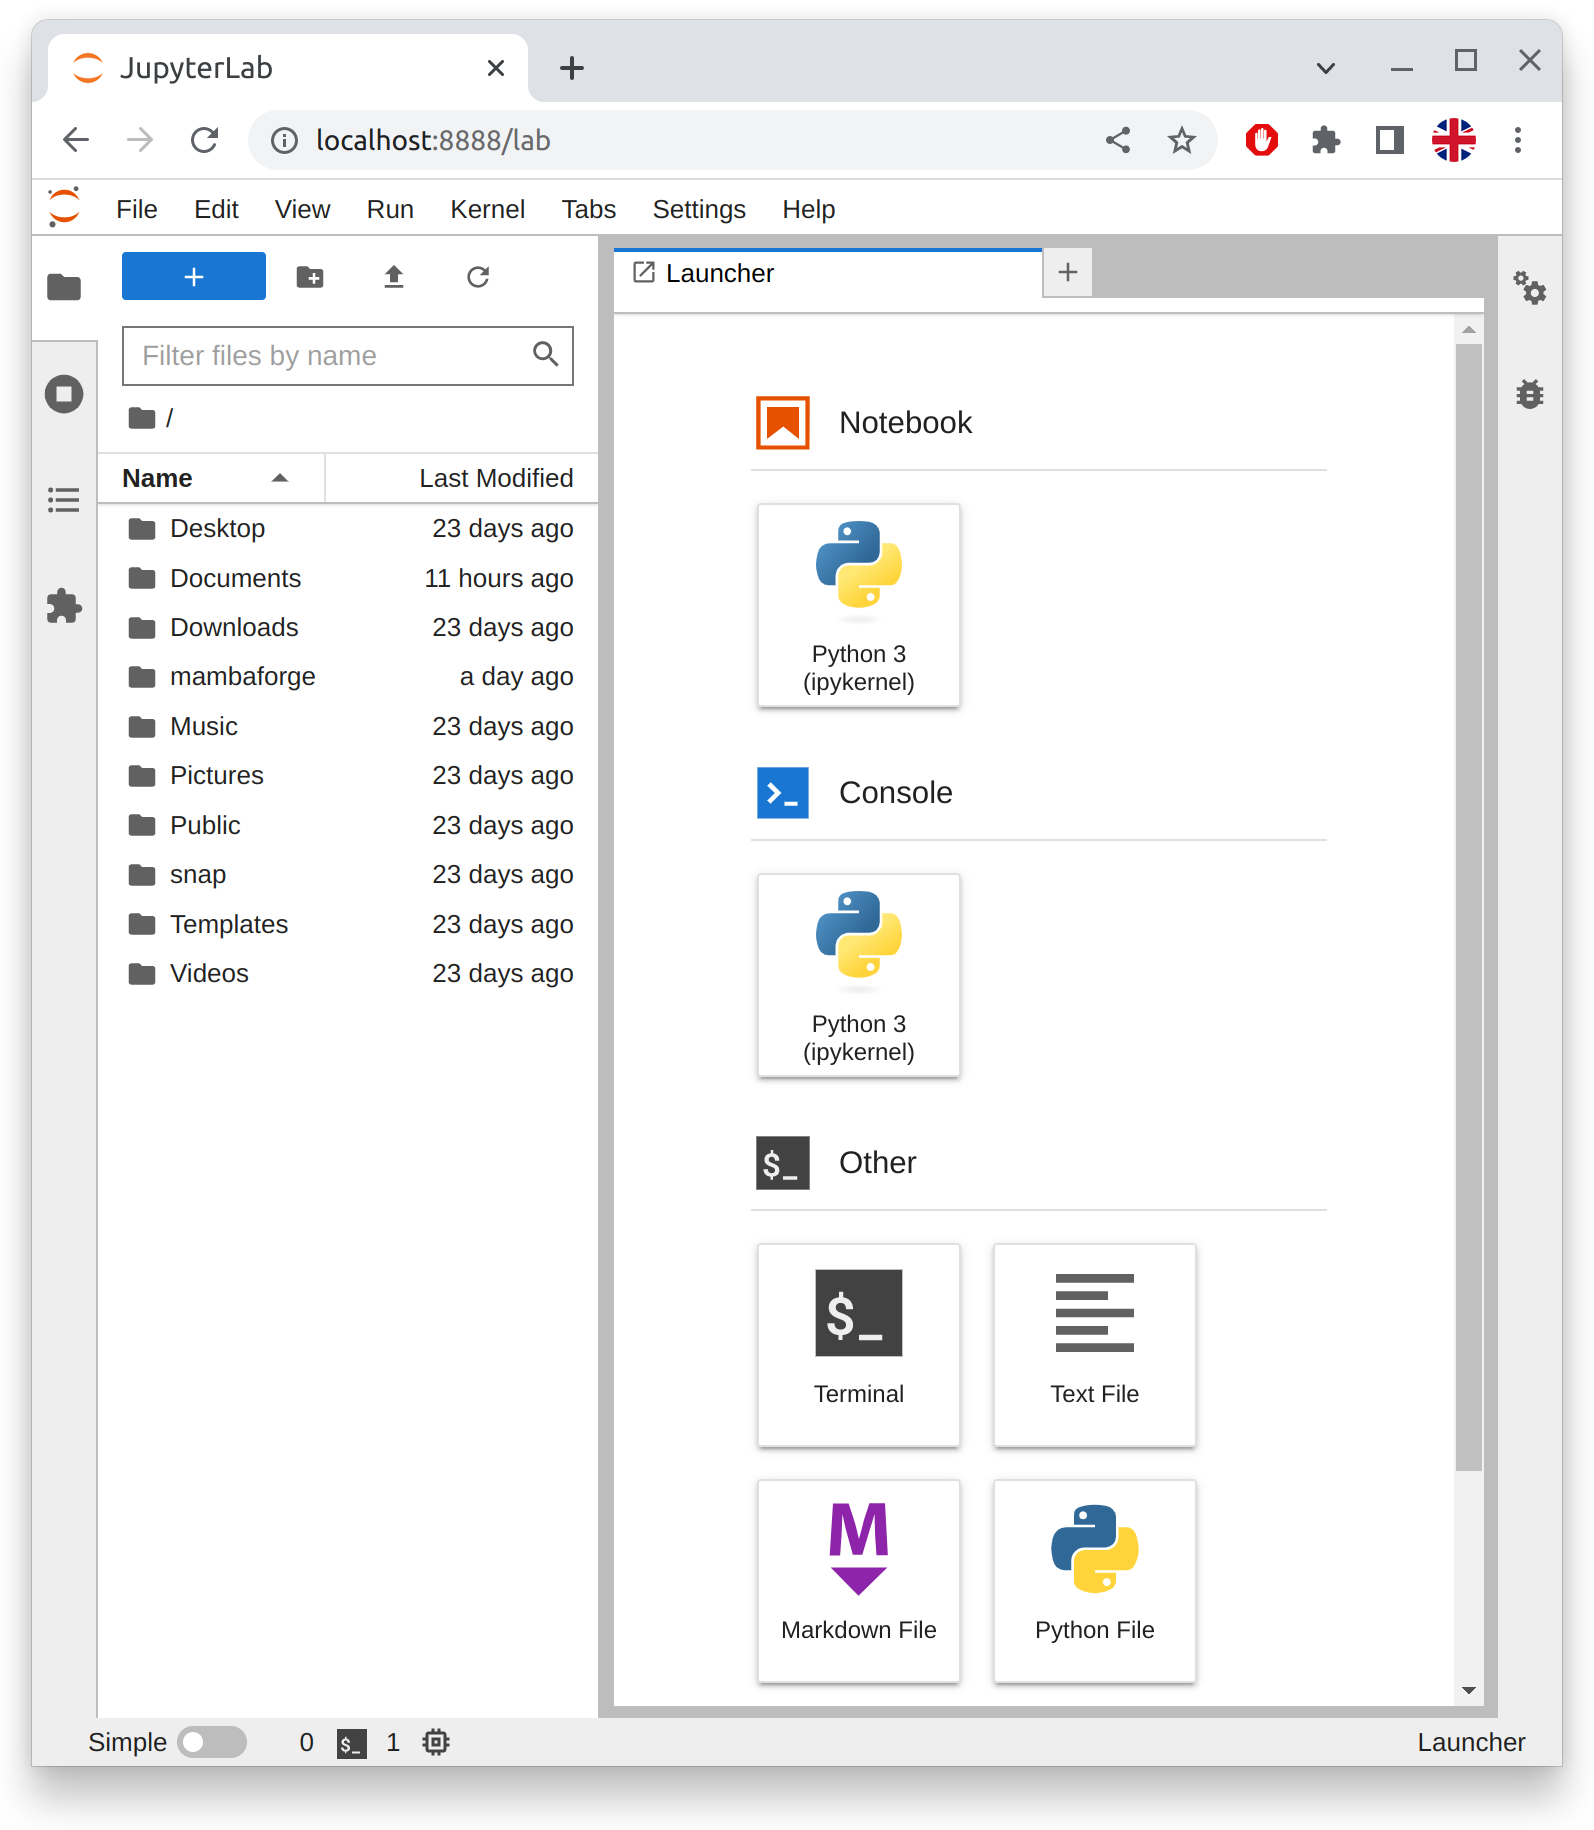 JupyterLab
localhost:8888/lab
File Edit View Run Kernel Tabs Settings Help
Launcher
Filter files by name
/
Name Last Modified
Desktop 23 days ago
Documents 11 hours ago
Downloads 23 days ago
mambaforge a day ago
Music 23 days ago
Pictures 23 days ago
Public 23 days ago
snap 23 days ago
Templates 23 days ago
Videos 23 days ago
Notebook
Python 3
(ipykernel)
Console
Python 3
(ipykernel)
$_ Other
$_
Terminal
Text File
M
Markdown File
Python File
Simple 0 $_ 1 Launcher